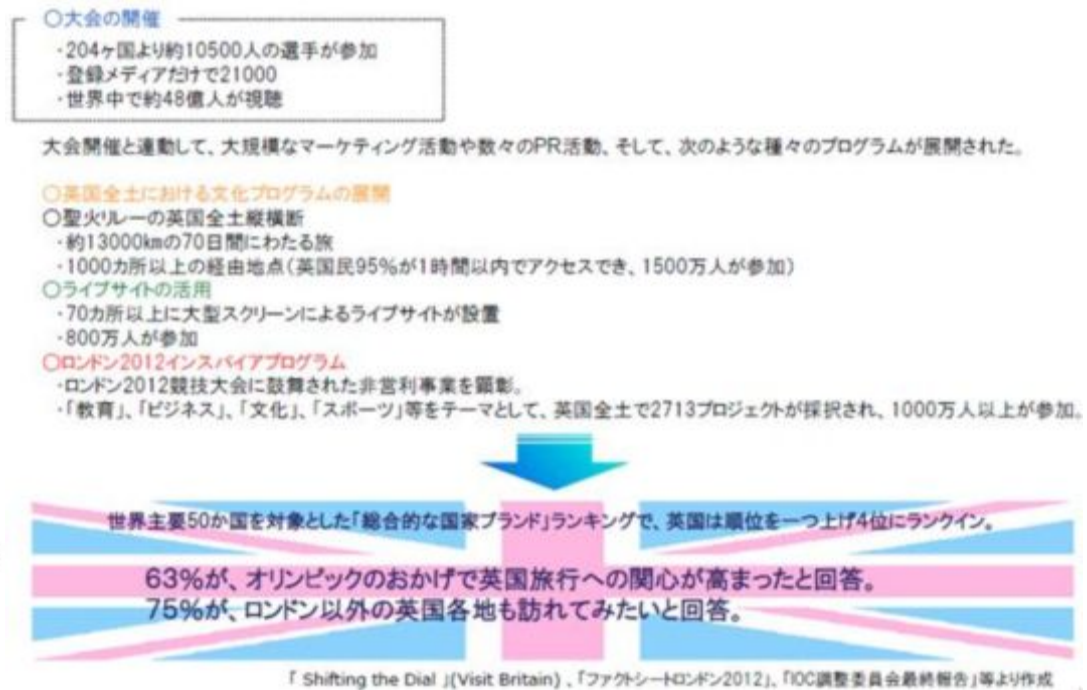 ○大会の開催
・204ヶ国より約10500人の選手が参加
・登録メディアだけで21000
・世界中で約48億人が視聴
大会開催と連動して、大規模なマーケティング活動や数々のPR活動、そして、次のような種々のプログラムが展開された。
○英国全土における文化プログラムの展開
○聖火リレーの英国全土縦横断
・約13000㎞の70日間にわたる旅
・1000カ所以上の経由地点(英国民95%が1時間以内でアクセスでき、1500万人が参加)
○ライブサイトの活用
・70カ所以上に大型スクリーンによるライブサイトが設置
・800万人が参加
○ロンドン2012インスパイアプログラム
・ロンドン2012競技大会に鼓舞された非営利事業を顕彰。
・「教育」、「ビジネス」、「文化」、「スポーツ」等をテーマとして、英国全土で2713プロジェクトが採択され、1000万人以上が参加。
世界主要50か国を対象とした「総合的な国家ブランド」ランキングで、英国は順位を一つ上げ4位にランクイン。
63%が、オリンピックのおかげで英国旅行への関心が高まったと回答。
75%が、ロンドン以外の英国各地も訪れてみたいと回答。
「 Shifting the Dial 」(Visit Britain) 、「ファクトシートロンドン2012」、「IOC調整委員会最終報告」等より作成